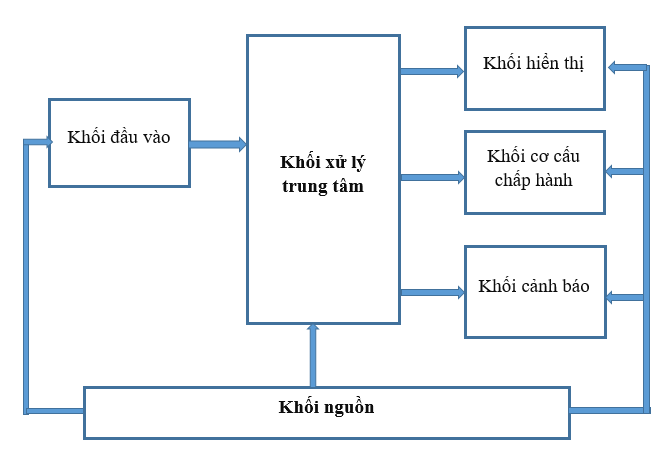 Khối đầu vào
Khối xử lý
trung tâm
Khối hiển thị
Khối cơ cấu
chấp hành
Khối cảnh báo
Khối nguồn